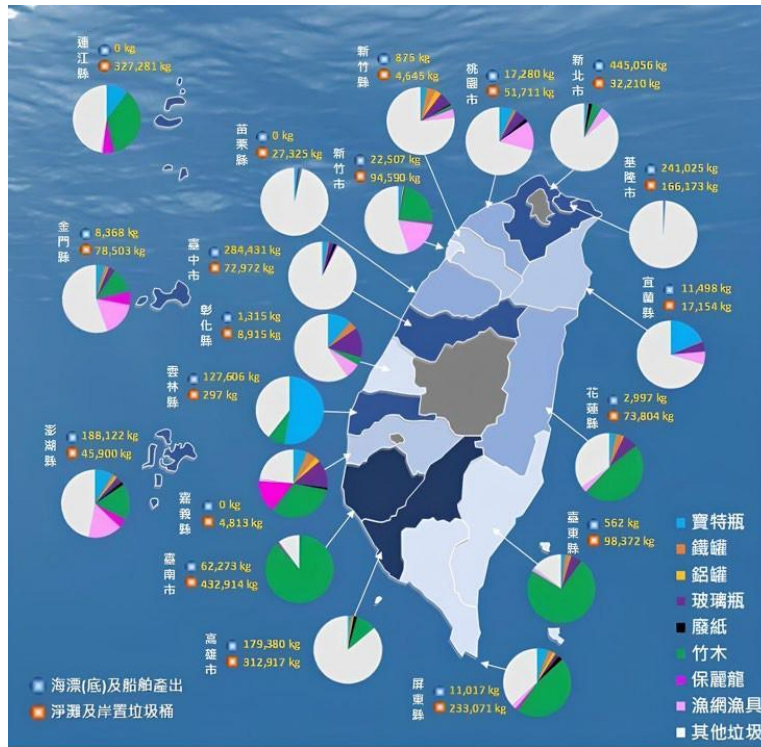 連江縣
0 kg
327,281 kg
新竹縣
875 kg
4,645 kg
桃園市
17,280 kg
51,711 kg
新北市
445,056 kg
32,210 kg
苗栗縣
0 kg
27,325 kg
新竹市
22,507 kg
94,590 kg
基隆市
241,025 kg
166,173 kg
金門縣
8,368 kg
78,503 kg
臺中市
284,431 kg
72,972 kg
宜蘭縣
11,498 kg
17,154 kg
彰化縣
1,315 kg
8,915 kg
雲林縣
127,606 kg
297 kg
花蓮縣
2,997 kg
73,804 kg
澎湖縣
188,122 kg
45,900 kg
嘉義縣
0 kg
4,813 kg
臺東縣
562 kg
98,372 kg
臺南市
62,273 kg
432,914 kg
高雄市
179,380 kg
312,917 kg
屏東縣
11,017 kg
233,071 kg
寶特瓶
鐵罐
鋁罐
玻璃瓶
廢紙
竹木
保麗龍
漁網漁具
其他垃圾
海漂(底)及船舶產出
淨灘及岸置垃圾桶